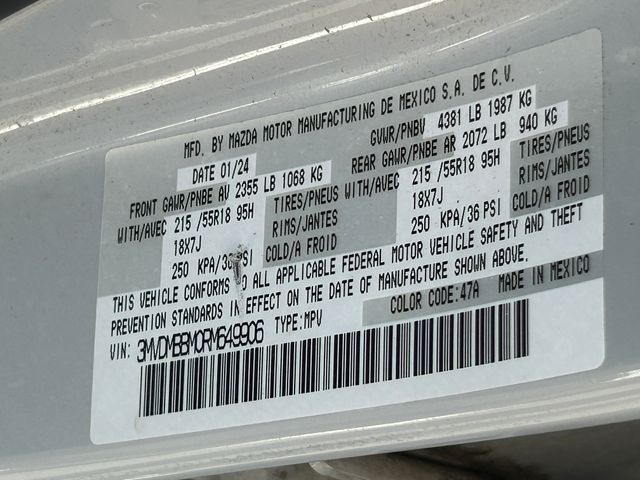 MFD. BY MAZDA MOTOR MANUFACTURING DE MEXICO S.A. DE C.V.
DATE 01/24 GVWR/PNBV 4381 LB 1987 KG
FRONT GAWR/PNBE AV 2355 LB 1068 KG REAR GAWR/PNBE AR 2072 LB 940 KG
WITH/AVEC 215 /55R18 95H TIRES/PNEUS WITH/AVEC 215 /55R18 95H TIRES/PNEUS
18X7J RIMS/JANTES 18X7J RIMS/JANTES
250 KPA/36 PSI COLD/A FROID 250 KPA/36 PSI COLD/A FROID
THIS VEHICLE CONFORMS TO ALL APPLICABLE FEDERAL MOTOR VEHICLE SAFETY AND THEFT
PREVENTION STANDARDS IN EFFECT ON THE DATE OF MANUFACTURE SHOWN ABOVE.
COLOR CODE:47A MADE IN MEXICO
VIN: 3MVDMBBM0RM649906 TYPE:MPV